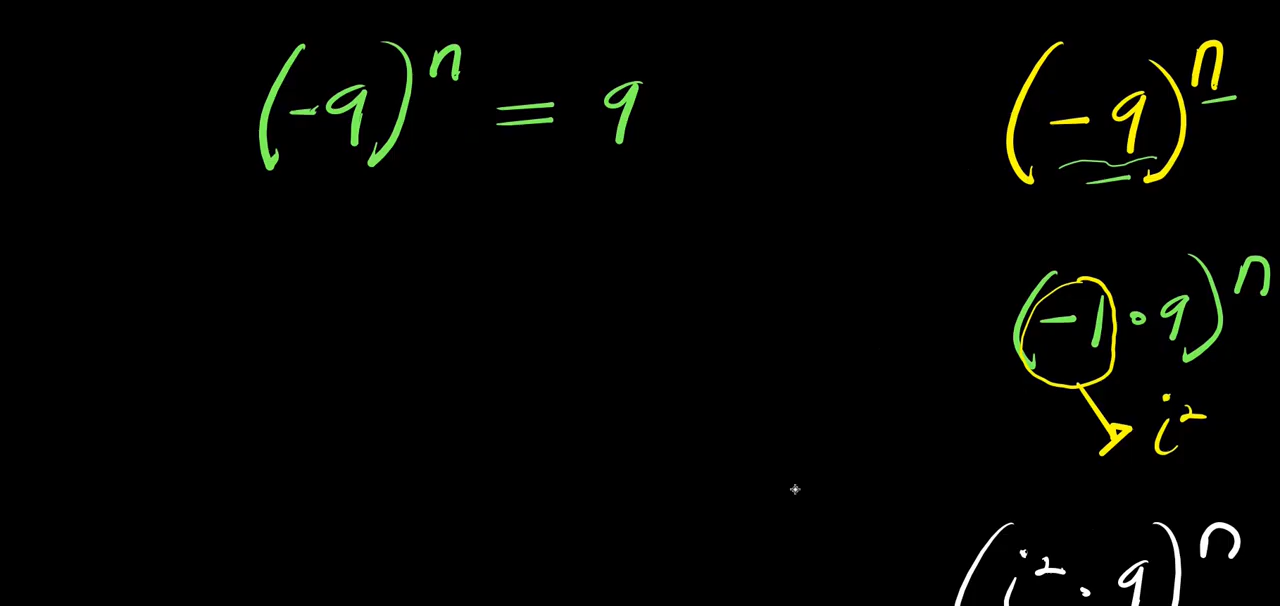 (-9)ⁿ = 9
(-9)ⁿ
(-1·9)ⁿ
i²
(i²·9)ⁿ